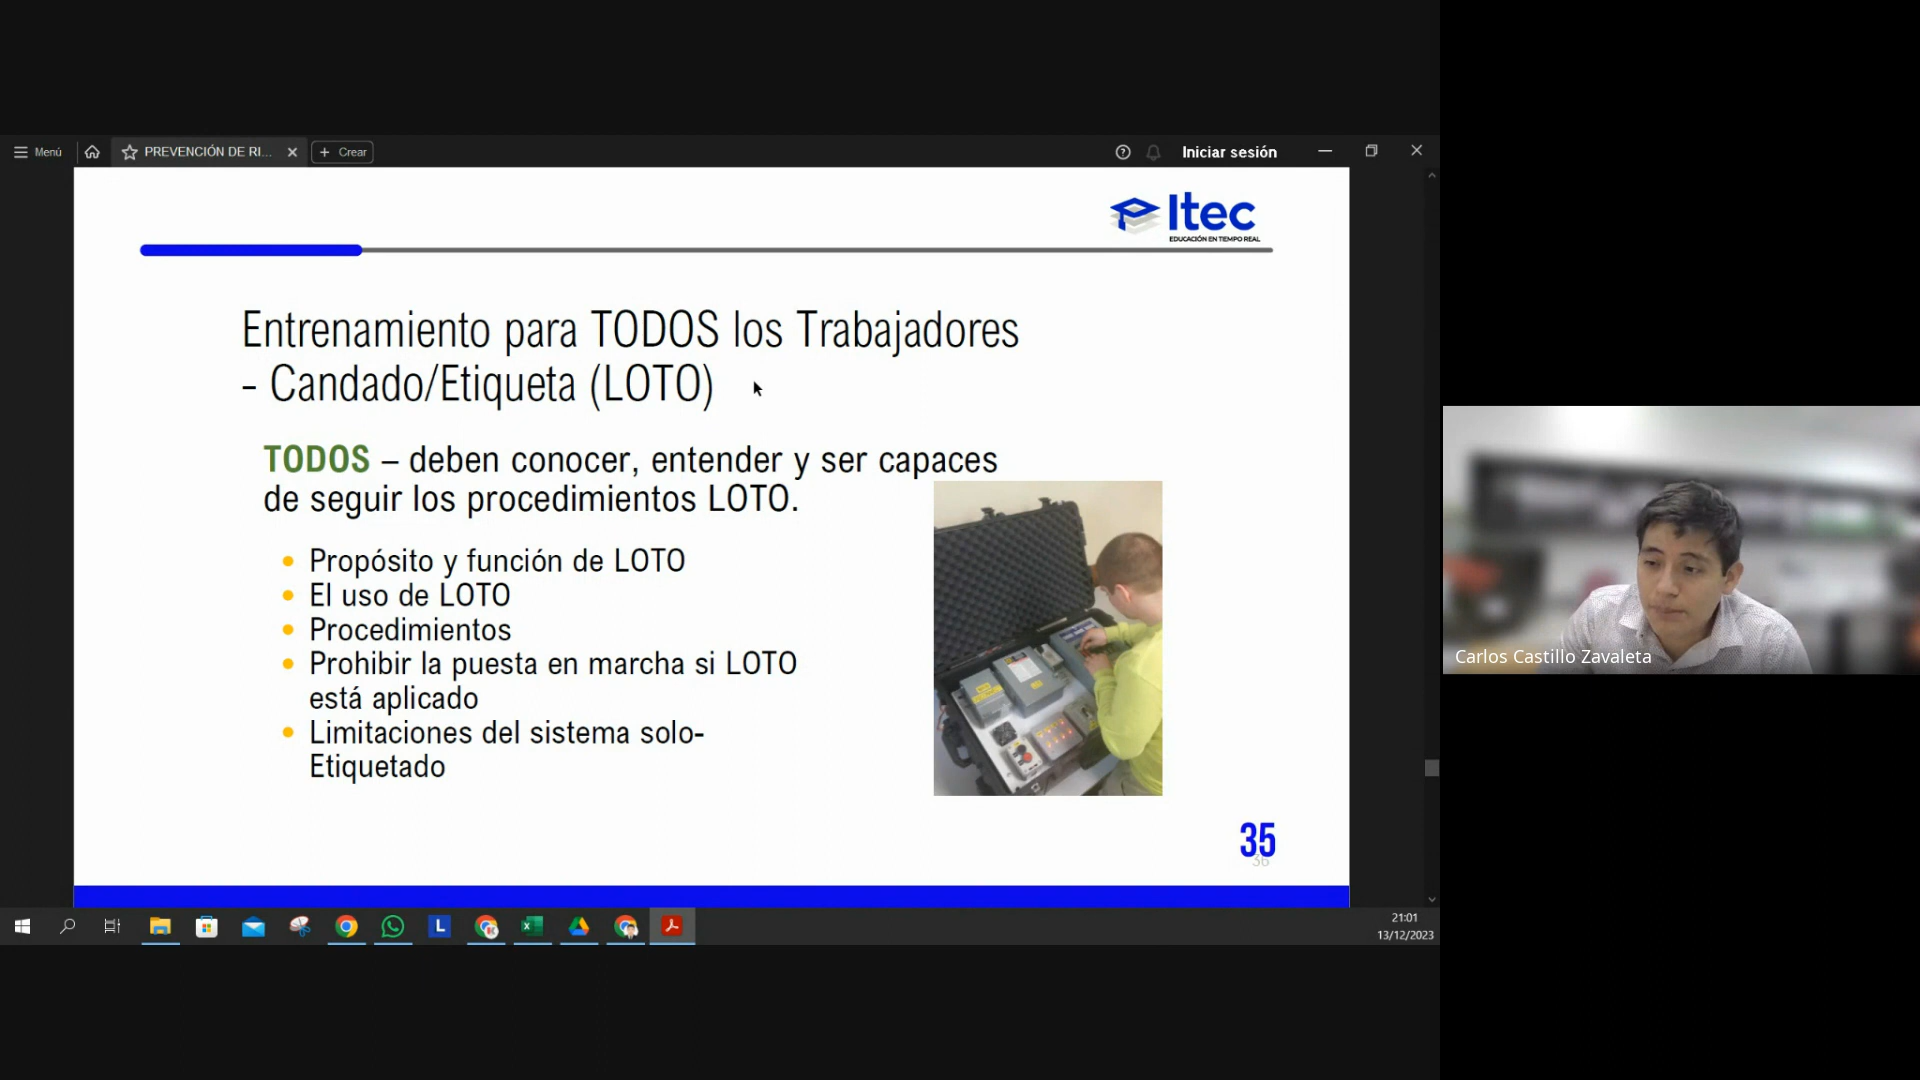 Menú
PREVENCIÓN DE RI...
Crear
Iniciar sesión
Itec
EDUCACIÓN EN TIEMPO REAL
Entrenamiento para TODOS los Trabajadores
- Candado/Etiqueta (LOTO)
TODOS – deben conocer, entender y ser capaces
de seguir los procedimientos LOTO.
• Propósito y función de LOTO
• El uso de LOTO
• Procedimientos
• Prohibir la puesta en marcha si LOTO
está aplicado
• Limitaciones del sistema solo-
Etiquetado
35
36
Carlos Castillo Zavaleta
L
21:01
13/12/2023